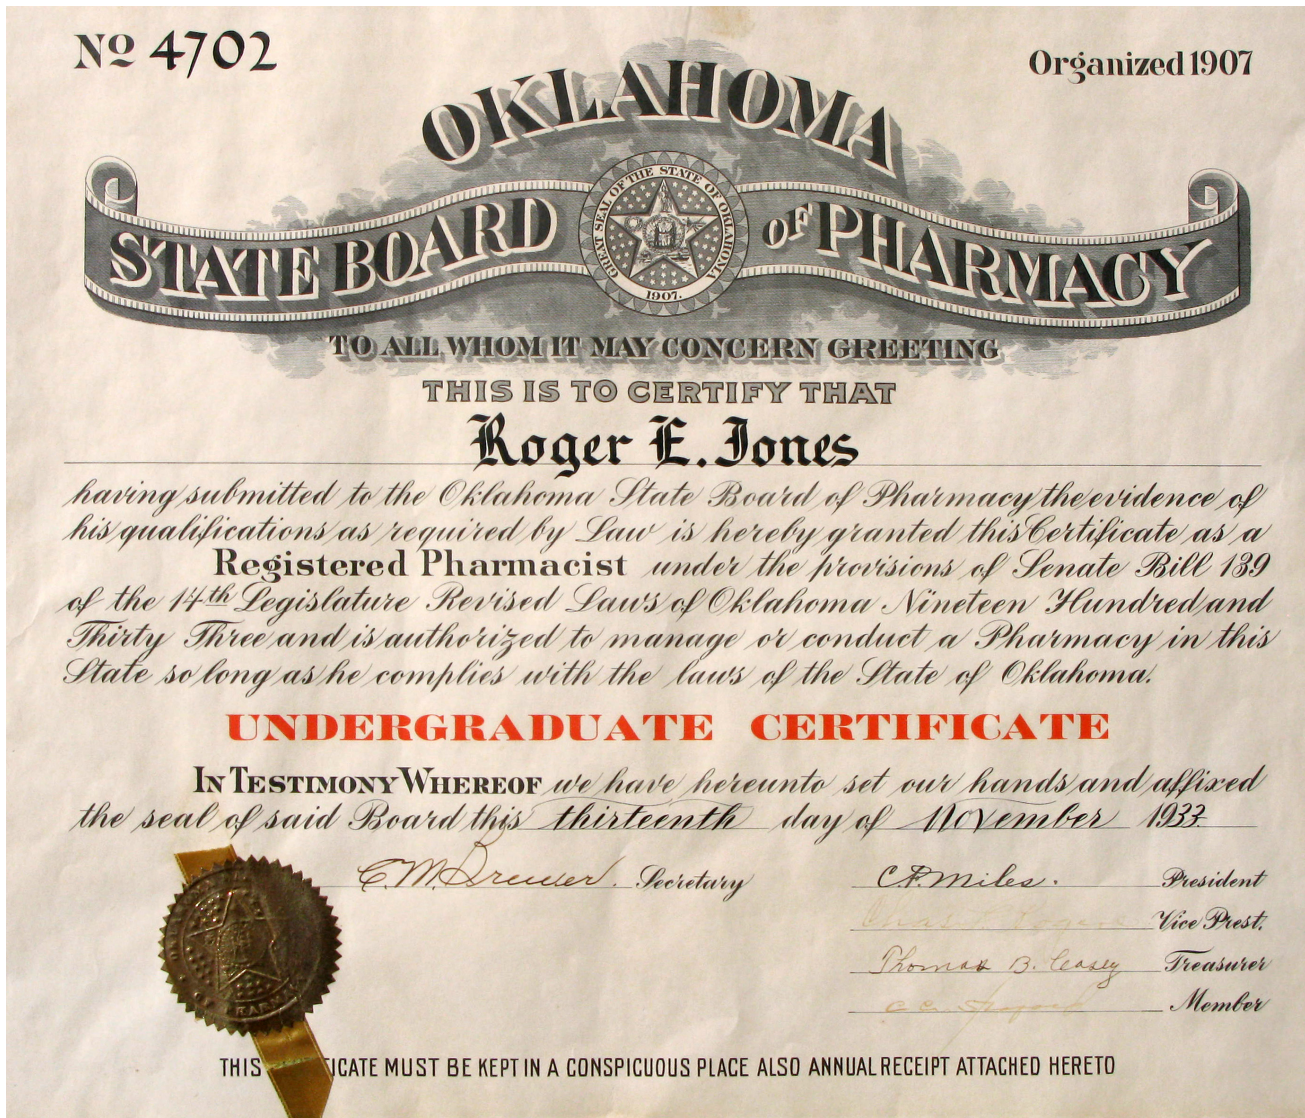 No 4702
Organized 1907
OKLAHOMA
STATE BOARD OF PHARMACY
GREAT SEAL OF THE STATE OF OKLAHOMA
1907.
TO ALL WHOM IT MAY CONCERN GREETING
THIS IS TO CERTIFY THAT
Roger E. Jones
having submitted to the Oklahoma State Board of Pharmacy the evidence of
his qualifications as required by Law is hereby granted this Certificate as a
Registered Pharmacist under the provisions of Senate Bill 139
of the 14th Legislature Revised Laws of Oklahoma Nineteen Hundred and
Thirty Three and is authorized to manage or conduct a Pharmacy in this
State so long as he complies with the laws of the State of Oklahoma.
UNDERGRADUATE CERTIFICATE
IN TESTIMONY WHEREOF we have hereunto set our hands and affixed
the seal of said Board this thirteenth day of November 1933.
C.M. Brewer. Secretary
C.F. Miles. President
Chas. Vice Prest.
Thomas B. Casey Treasurer
C.C. Member
THIS ICATE MUST BE KEPT IN A CONSPICUOUS PLACE ALSO ANNUAL RECEIPT ATTACHED HERETO